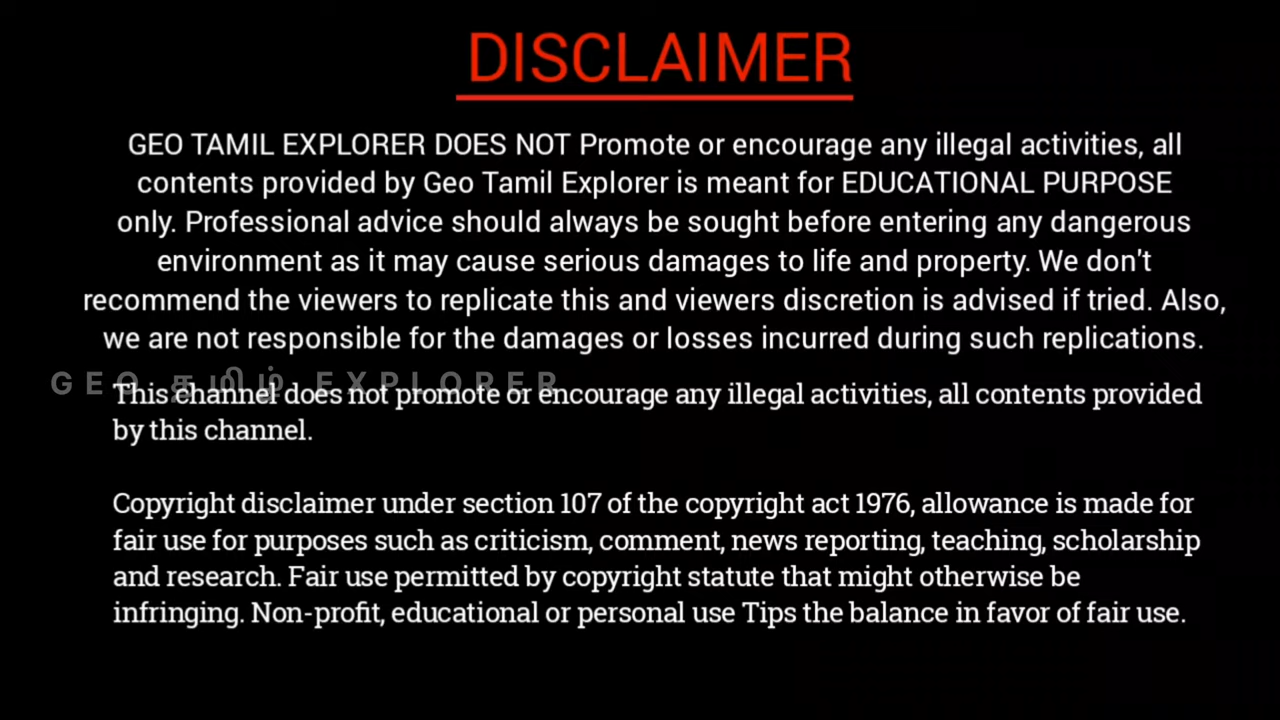 DISCLAIMER
GEO TAMIL EXPLORER DOES NOT Promote or encourage any illegal activities, all
contents provided by Geo Tamil Explorer is meant for EDUCATIONAL PURPOSE
only. Professional advice should always be sought before entering any dangerous
environment as it may cause serious damages to life and property. We don't
recommend the viewers to replicate this and viewers discretion is advised if tried. Also,
we are not responsible for the damages or losses incurred during such replications.
GEO தமிழ் EXPLORER
This channel does not promote or encourage any illegal activities, all contents provided
by this channel.
Copyright disclaimer under section 107 of the copyright act 1976, allowance is made for
fair use for purposes such as criticism, comment, news reporting, teaching, scholarship
and research. Fair use permitted by copyright statute that might otherwise be
infringing. Non-profit, educational or personal use Tips the balance in favor of fair use.